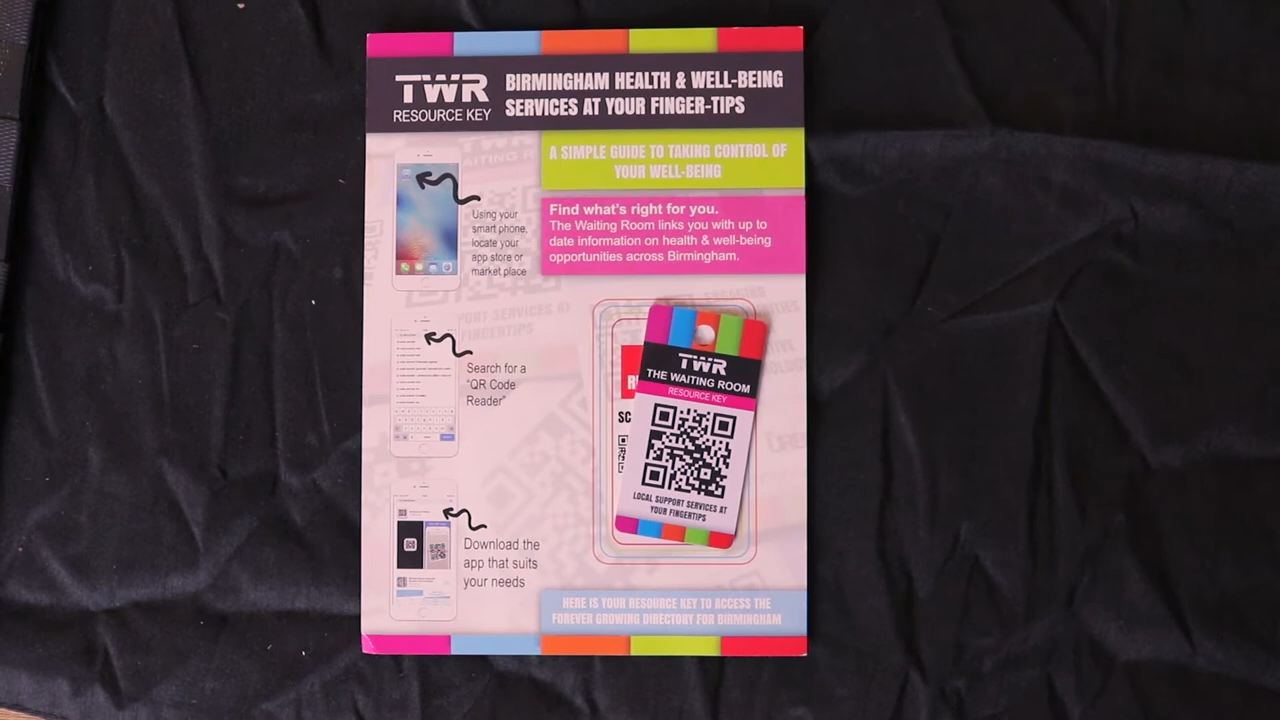 TWR
RESOURCE KEY
BIRMINGHAM HEALTH & WELL-BEING
SERVICES AT YOUR FINGER-TIPS
A SIMPLE GUIDE TO TAKING CONTROL OF
YOUR WELL-BEING
Find what's right for you.
The Waiting Room links you with up to
date information on health & well-being
opportunities across Birmingham.
Using your
smart phone,
locate your
app store or
market place
Search for a
"QR Code
Reader"
Download the
app that suits
your needs
TWR
THE WAITING ROOM
RESOURCE KEY
LOCAL SUPPORT SERVICES AT
YOUR FINGERTIPS
SC
HERE IS YOUR RESOURCE KEY TO ACCESS THE
FOREVER GROWING DIRECTORY FOR BIRMINGHAM